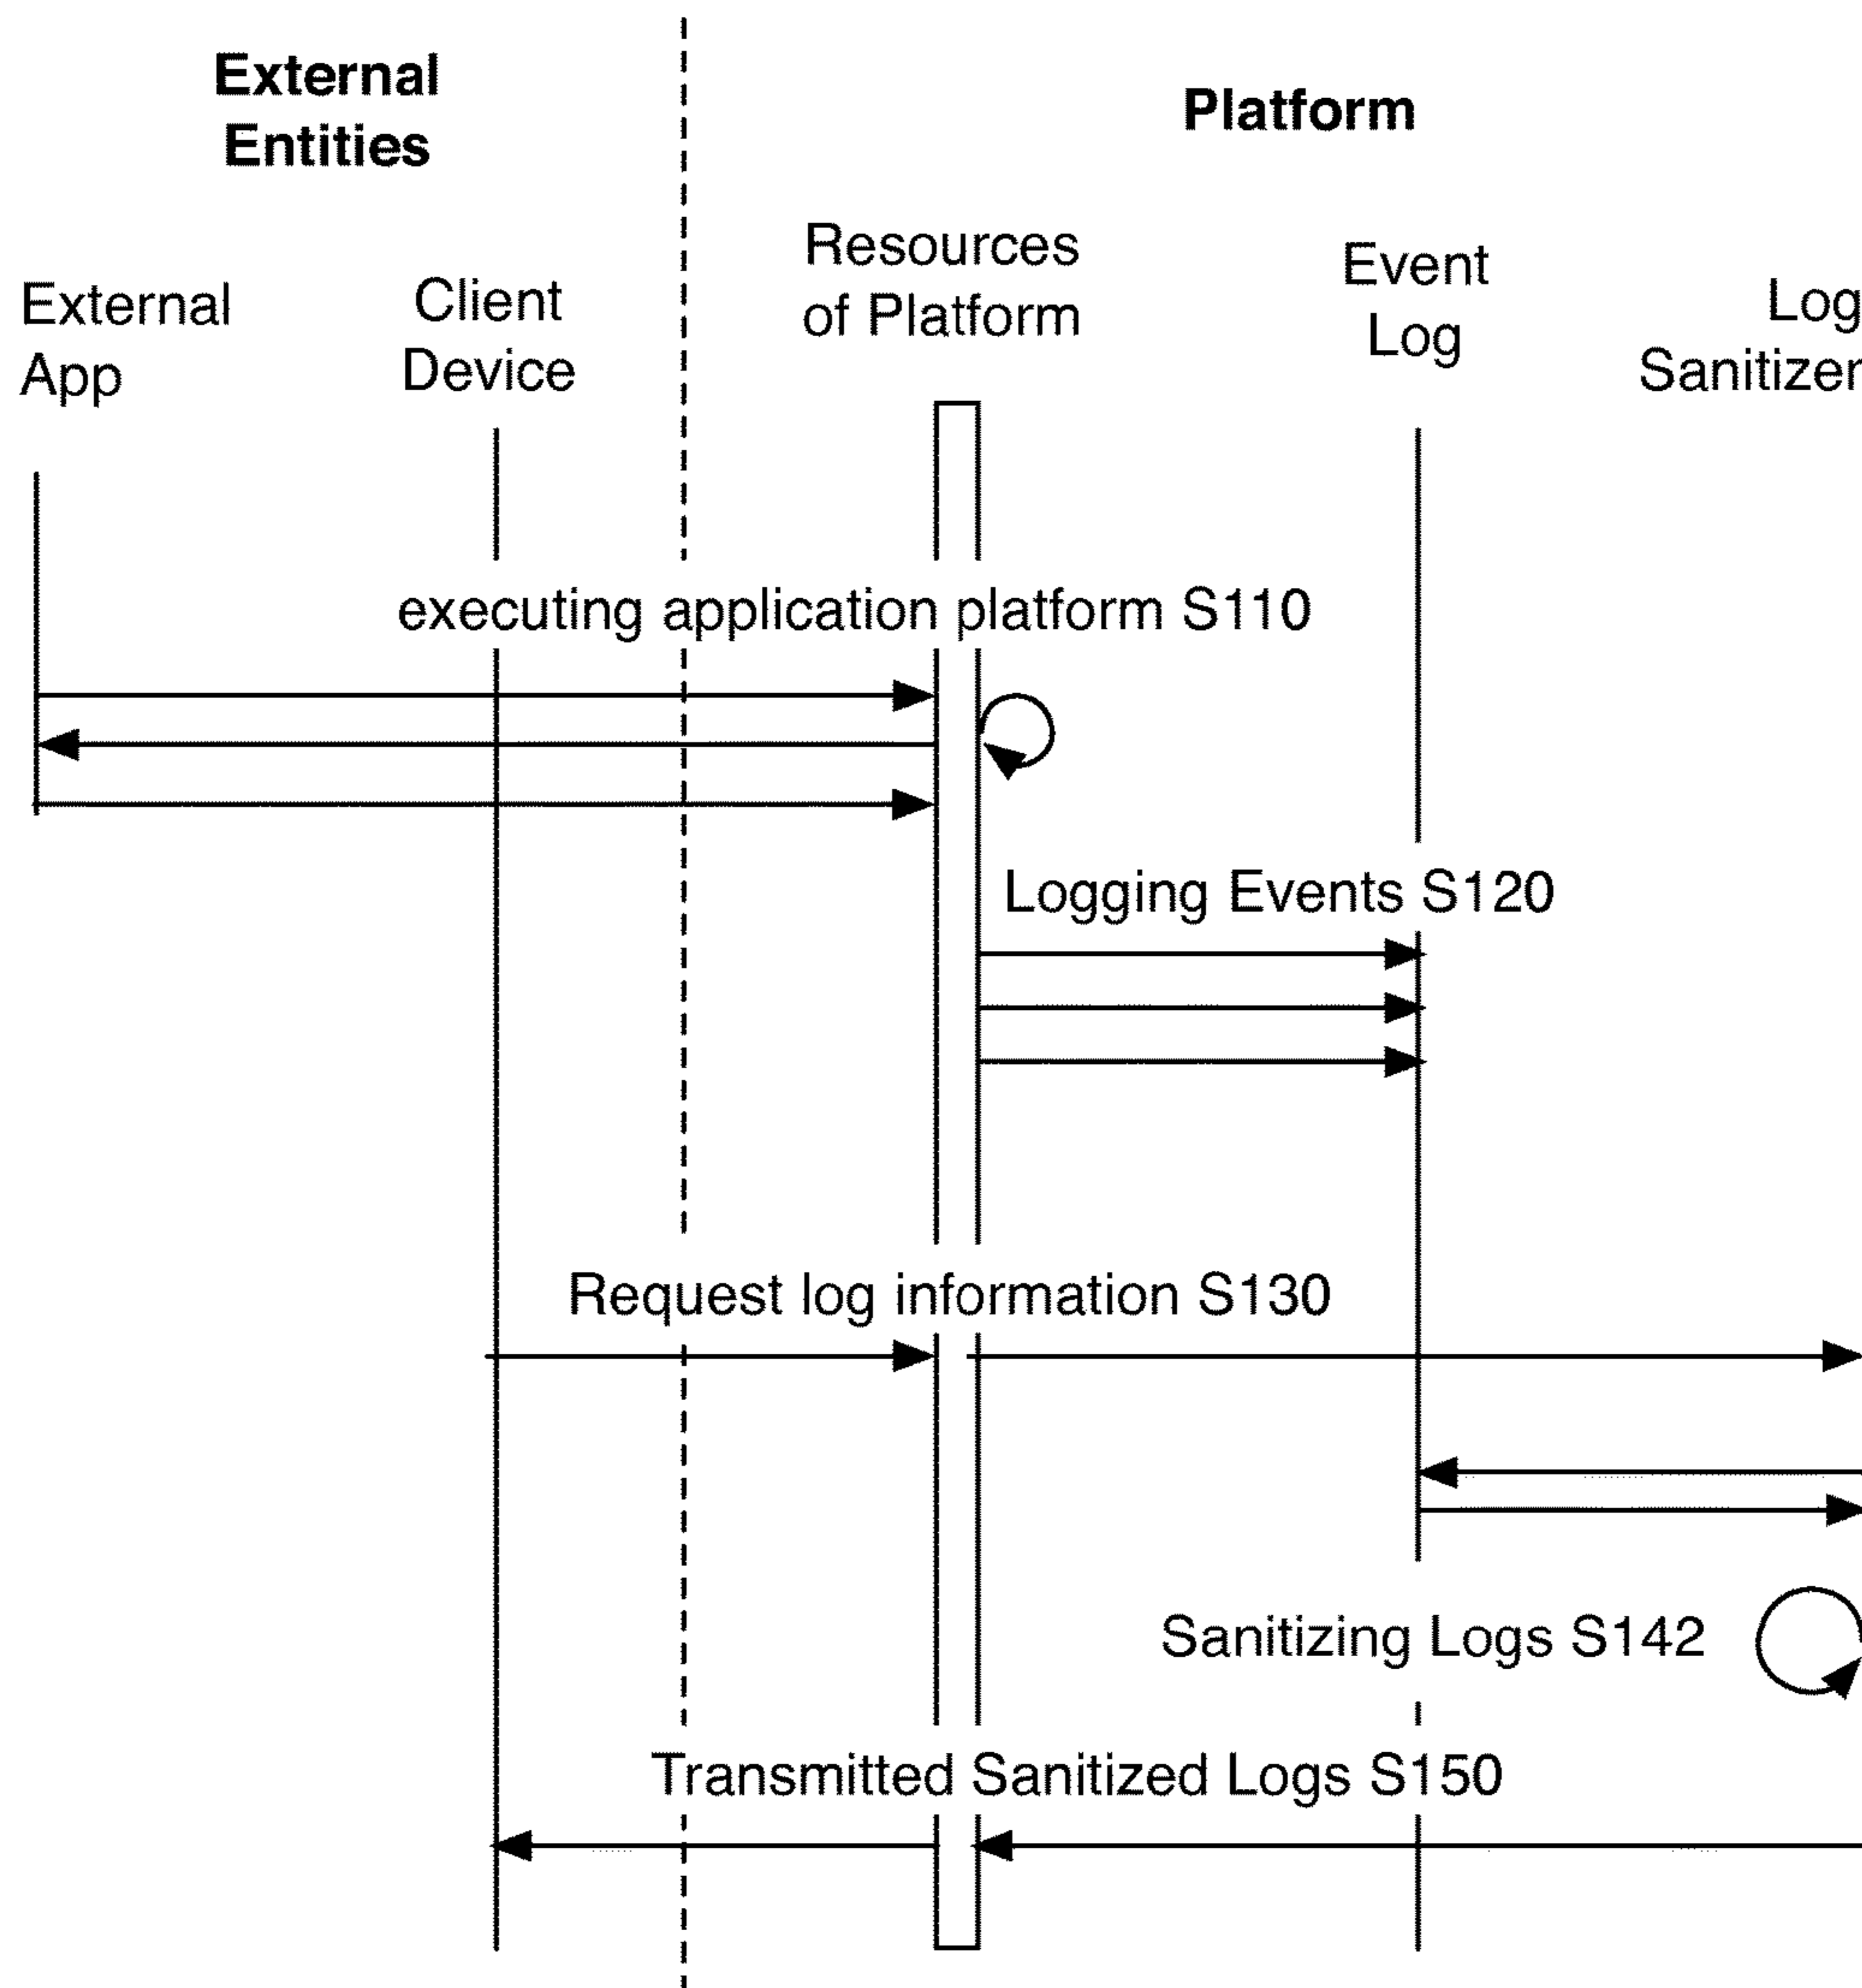 External
Entities
Platform
External
App
Client
Device
Resources
of Platform
Event
Log
Log
Sanitizer
executing application platform S110
Logging Events S120
Request log information S130
Sanitizing Logs S142
Transmitted Sanitized Logs S150